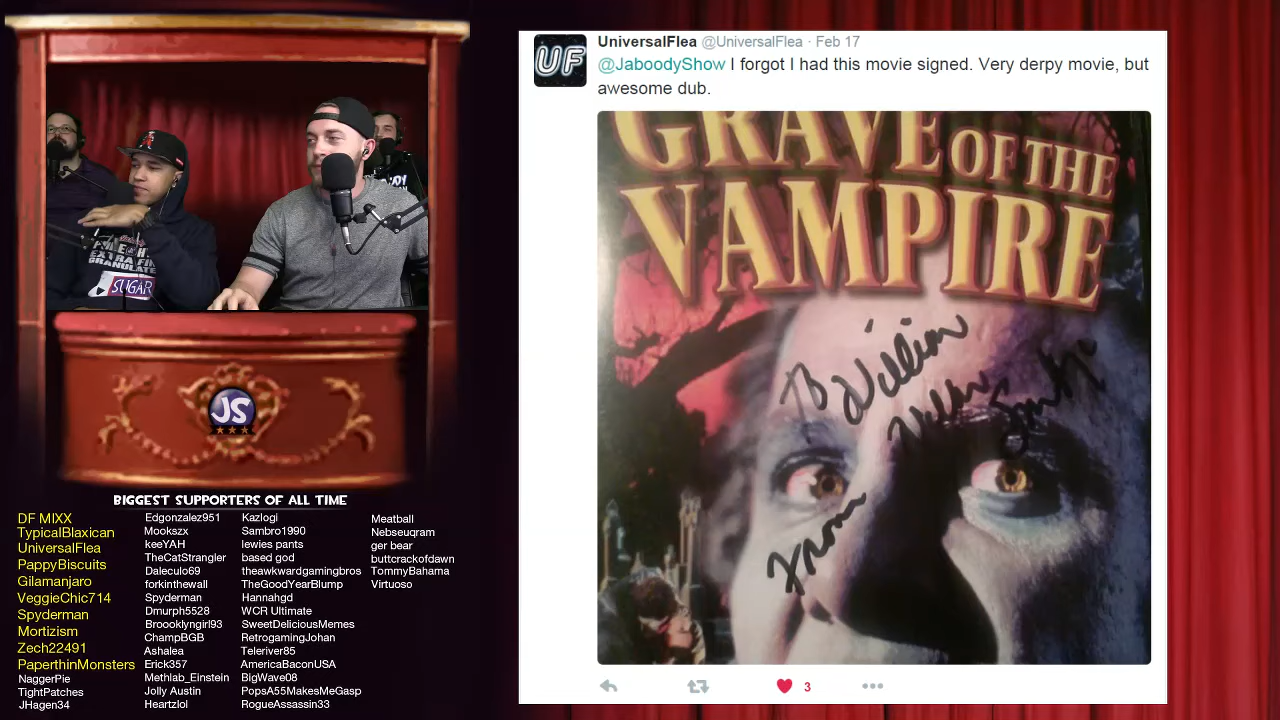 UF
UniversalFlea @UniversalFlea · Feb 17
@JaboodyShow I forgot I had this movie signed. Very derpy movie, but
awesome dub.
GRAVE OF THE
VAMPIRE
To William
From
SUGAR
JS
BIGGEST SUPPORTERS OF ALL TIME
DF MIXX
TypicalBlaxican
UniversalFlea
PappyBiscuits
Gilamanjaro
VeggieChic714
Spyderman
Mortizism
Zech22491
PaperthinMonsters
NaggerPie
TightPatches
JHagen34
Edgonzalez951
Mookszx
keeYAH
TheCatStrangler
Daleculo69
forkinthewall
Spyderman
Dmurph5528
Broooklyngirl93
ChampBGB
Ashalea
Erick357
Methlab_Einstein
Jolly Austin
Heartzlol
Kazlogi
Sambro1990
lewies pants
based god
theawkwardgamingbros
TheGoodYearBlump
Hannahgd
WCR Ultimate
SweetDeliciousMemes
RetrogamingJohan
Teleriver85
AmericaBaconUSA
BigWave08
PopsA55MakesMeGasp
RogueAssassin33
Meatball
Nebseuqram
ger bear
buttcrackofdawn
TommyBahama
Virtuoso
3